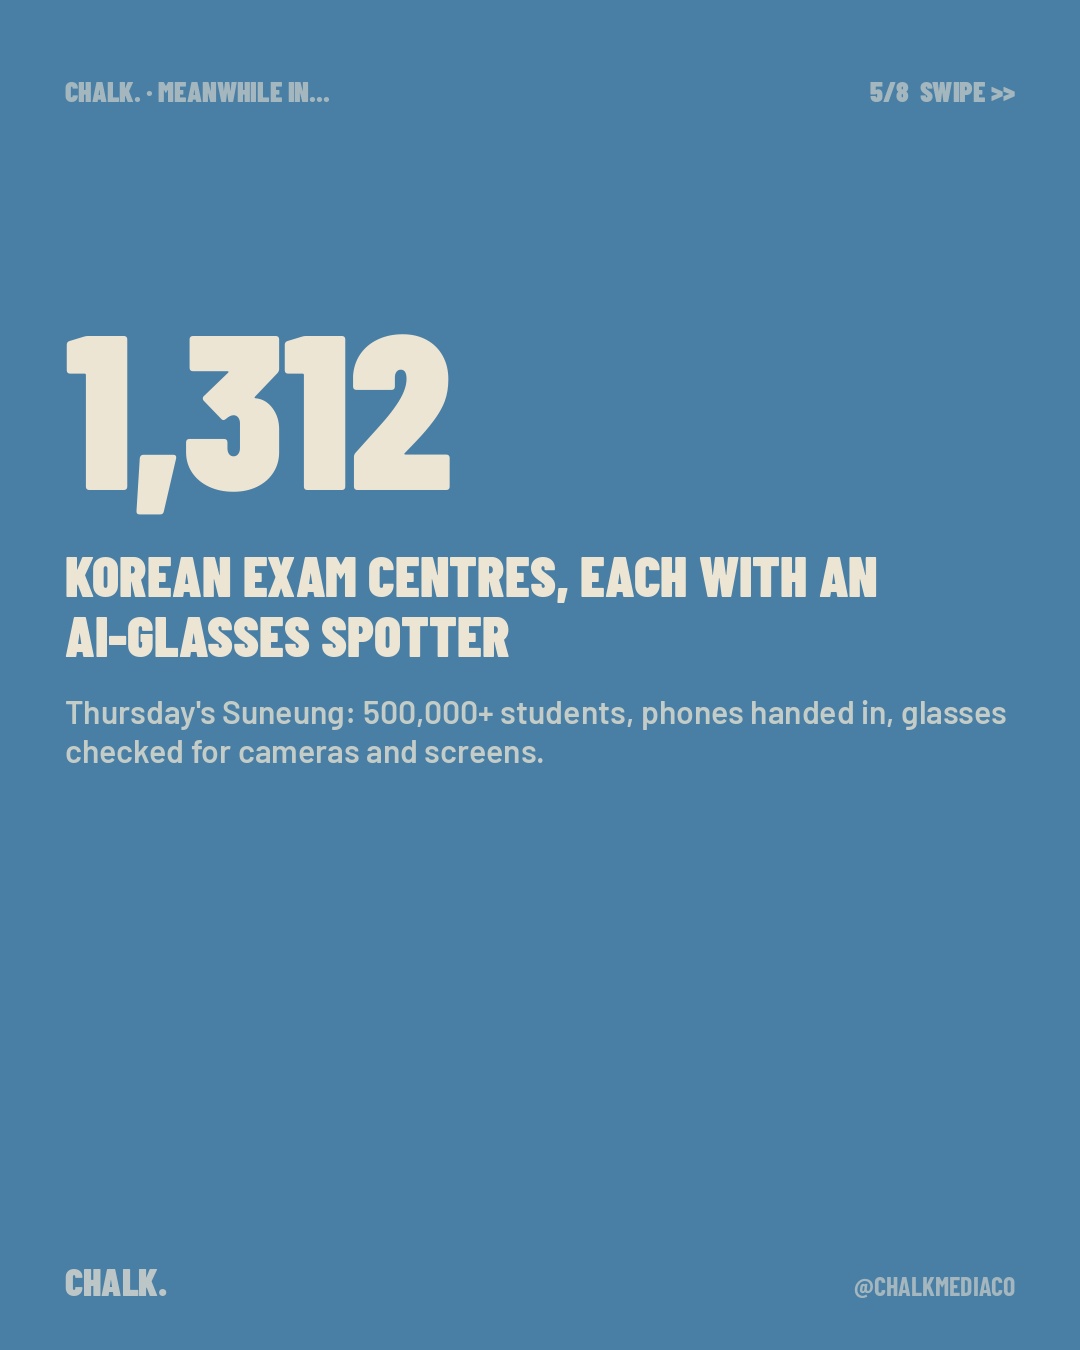 CHALK. · MEANWHILE IN...
5/8 SWIPE >>
1,312
KOREAN EXAM CENTRES, EACH WITH AN
AI-GLASSES SPOTTER
Thursday's Suneung: 500,000+ students, phones handed in, glasses
checked for cameras and screens.
CHALK.
@CHALKMEDIACO